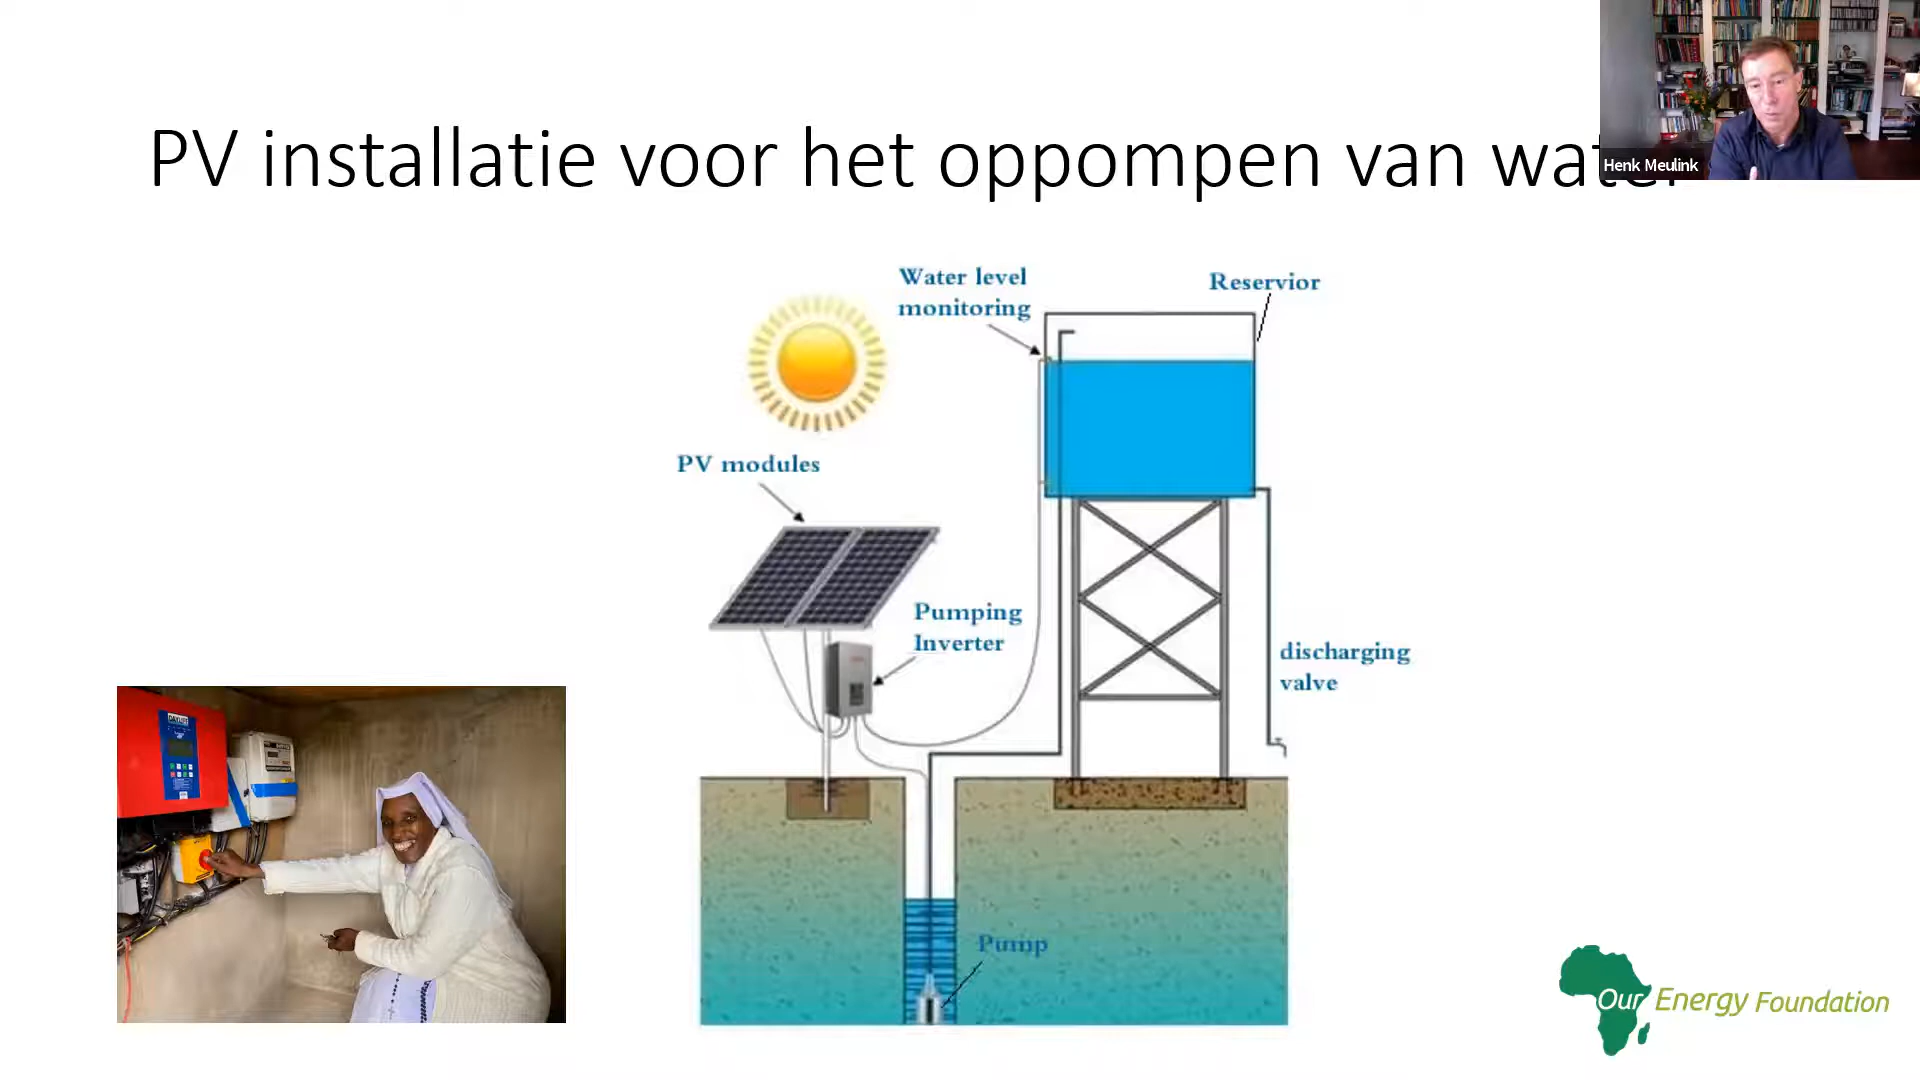 PV installatie voor het oppompen van water
Henk Meulink
Water level
monitoring
Reservior
PV modules
Pumping
Inverter
discharging
valve
Pump
Our Energy Foundation